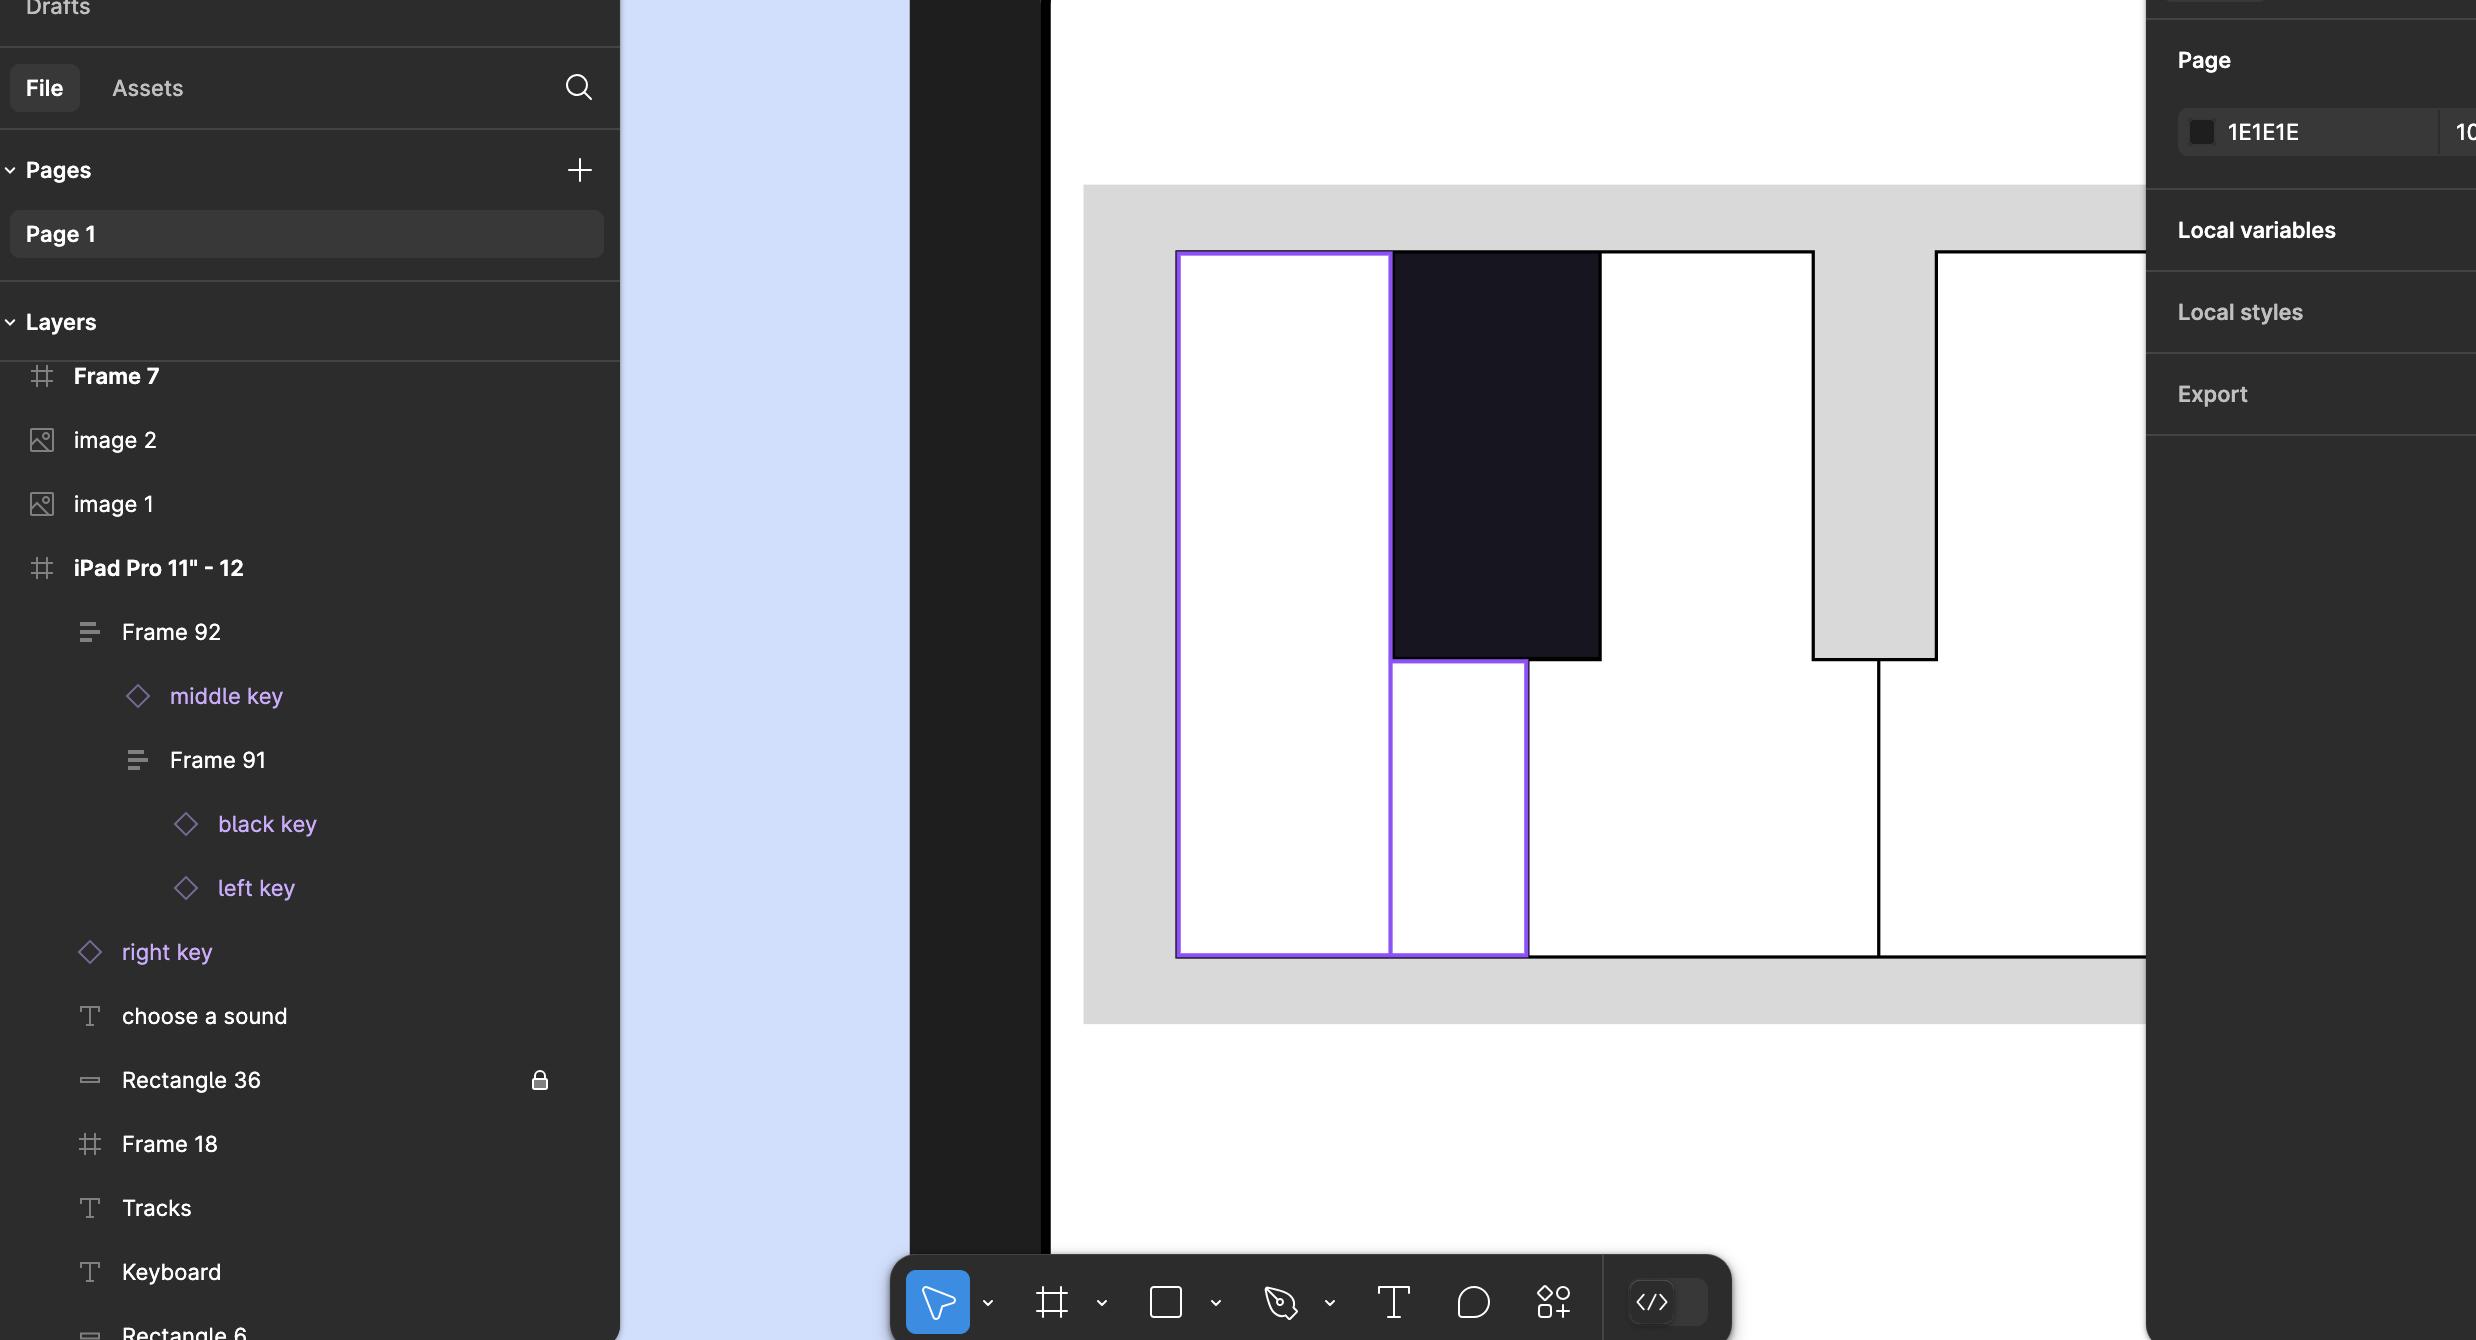 Drafts
File
Assets
Pages
Page 1
Layers
Frame 7
image 2
image 1
iPad Pro 11" - 12
Frame 92
middle key
Frame 91
black key
left key
right key
choose a sound
Rectangle 36
Frame 18
Tracks
Keyboard
Rectangle 6
Page
1E1E1E
10
Local variables
Local styles
Export